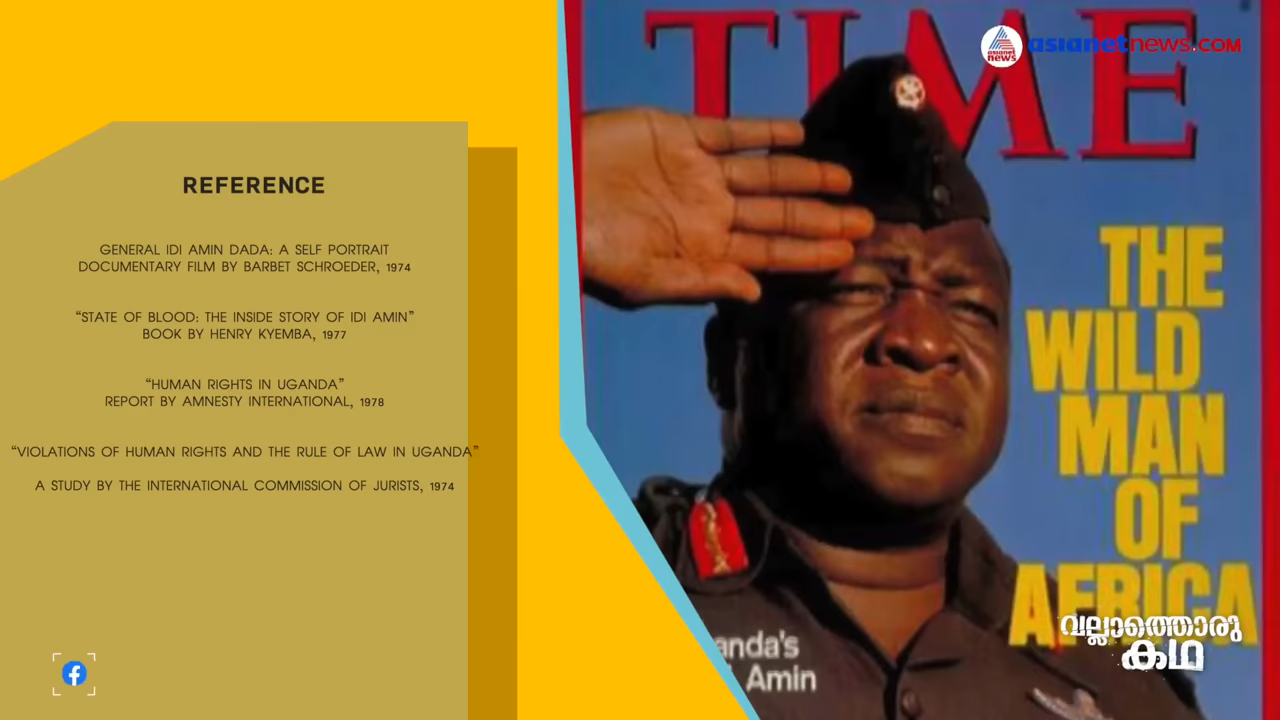 REFERENCE
GENERAL IDI AMIN DADA: A SELF PORTRAIT
DOCUMENTARY FILM BY BARBET SCHROEDER, 1974
“STATE OF BLOOD: THE INSIDE STORY OF IDI AMIN”
BOOK BY HENRY KYEMBA, 1977
“HUMAN RIGHTS IN UGANDA”
REPORT BY AMNESTY INTERNATIONAL, 1978
“VIOLATIONS OF HUMAN RIGHTS AND THE RULE OF LAW IN UGANDA”
A STUDY BY THE INTERNATIONAL COMMISSION OF JURISTS, 1974
TIME
asianet
news
asianetnews.com
THE
WILD
MAN
OF
AFRICA
anda's
Amin
വല്ലാത്തൊരു
കഥ